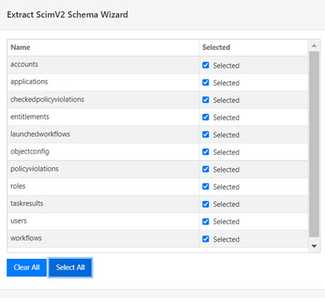 Extract ScimV2 Schema Wizard
Name Selected
accounts Selected
applications Selected
checkedpolicyviolations Selected
entitlements Selected
launchedworkflows Selected
objectconfig Selected
policyviolations Selected
roles Selected
taskresults Selected
users Selected
workflows Selected
Clear All Select All